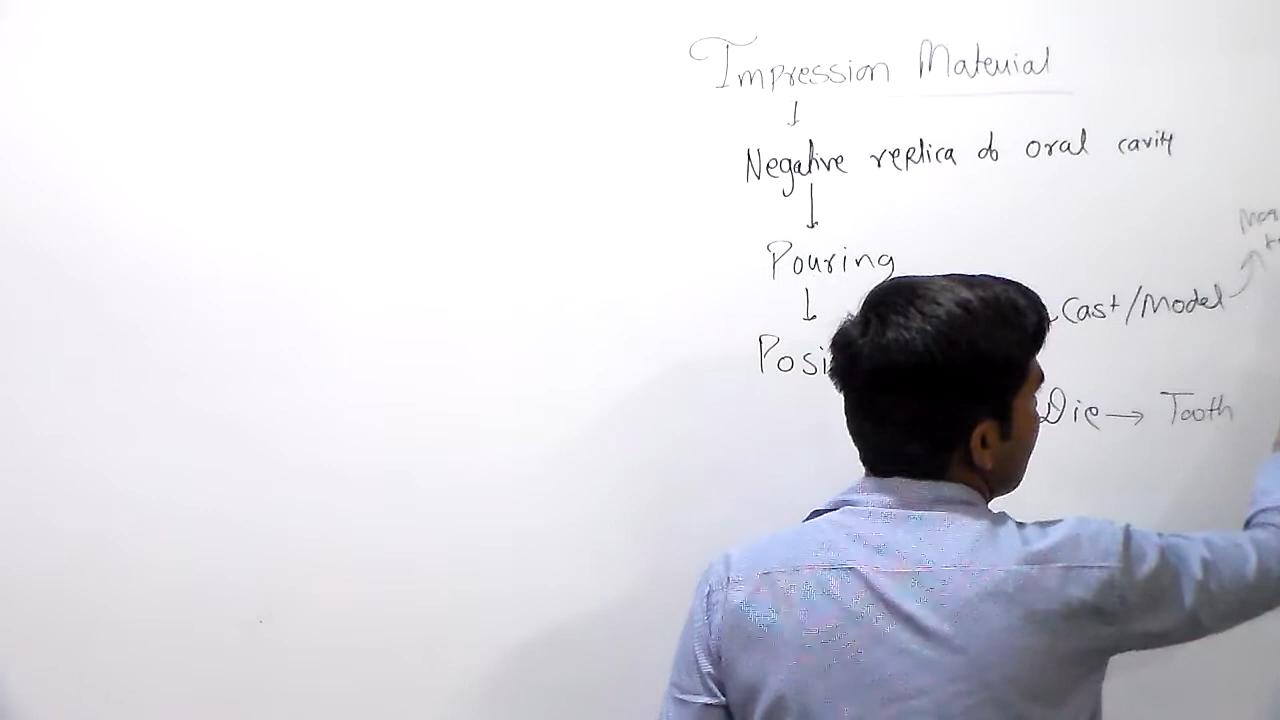 Impression Material
↓
Negative replica of oral cavity
↓
Pouring
↓
Posi
Cast/Model
Die → Tooth